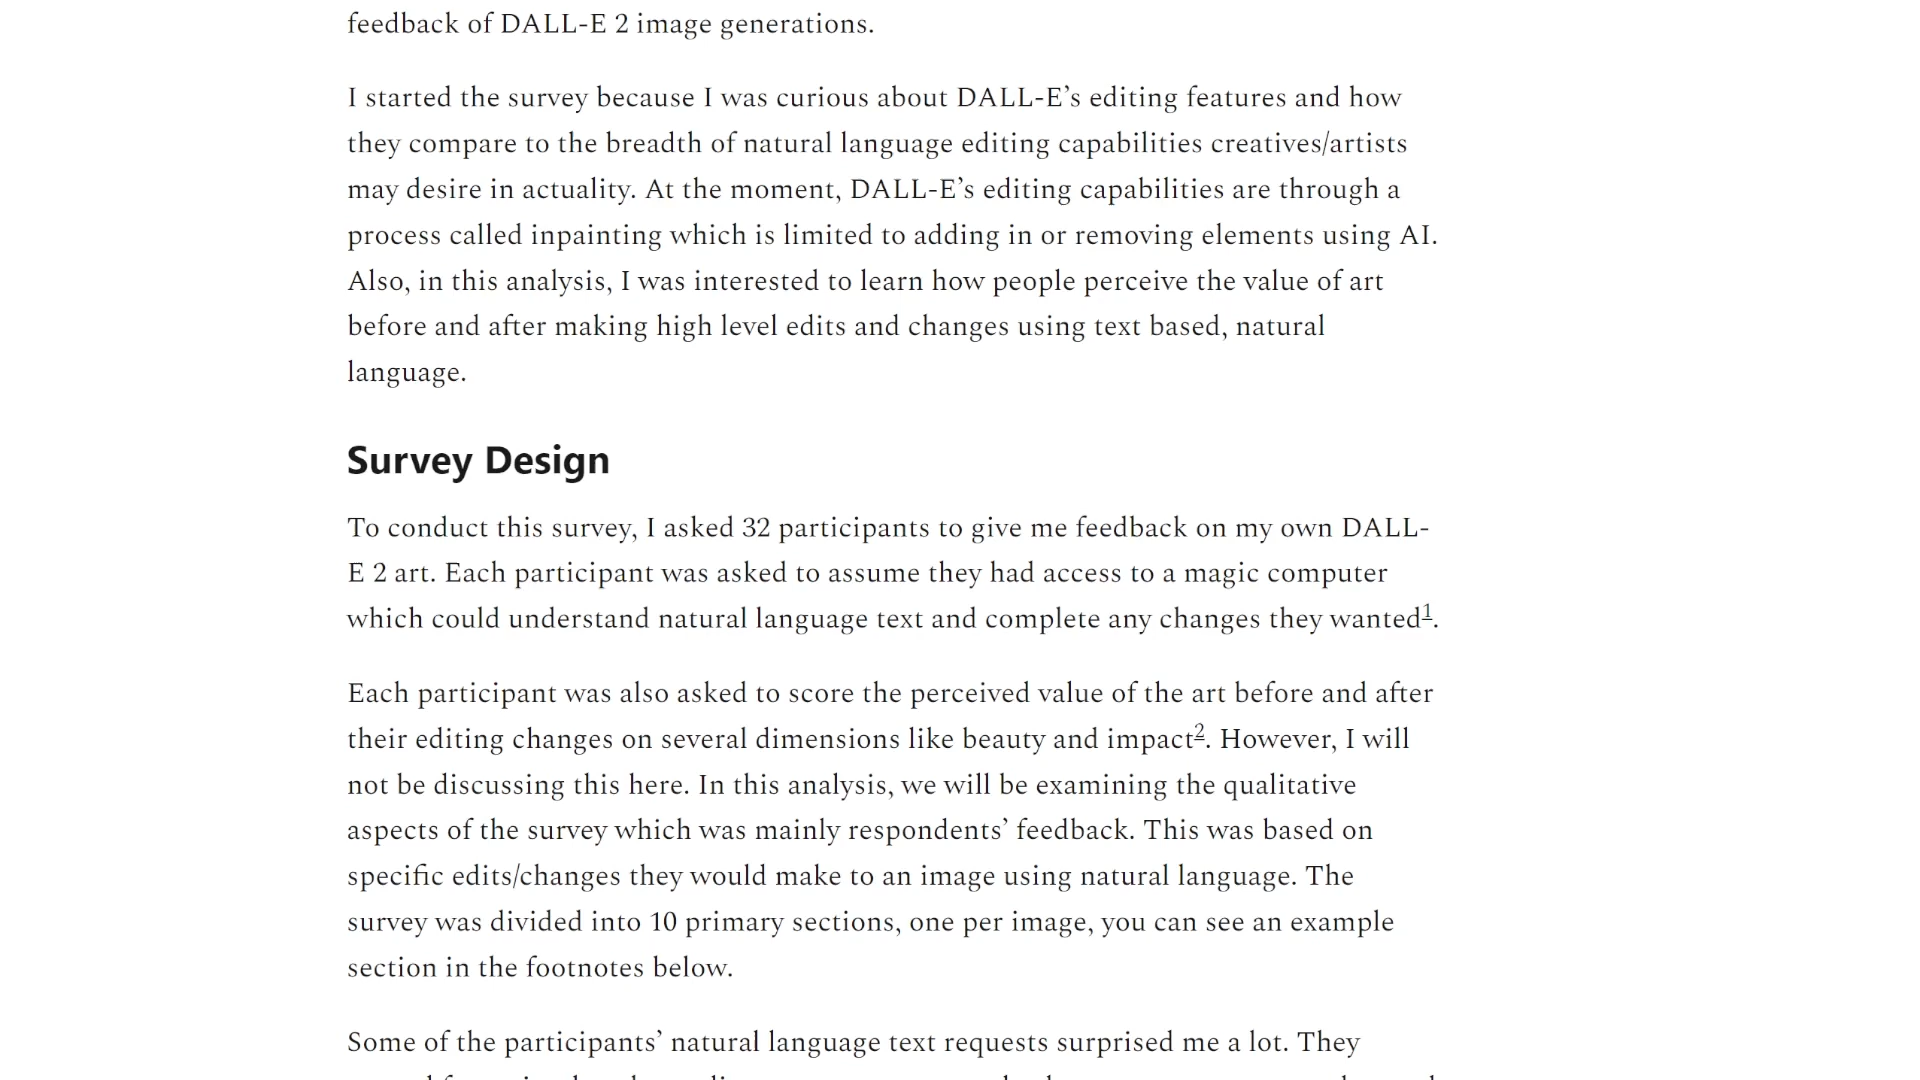 feedback of DALL-E 2 image generations.
I started the survey because I was curious about DALL-E’s editing features and how
they compare to the breadth of natural language editing capabilities creatives/artists
may desire in actuality. At the moment, DALL-E’s editing capabilities are through a
process called inpainting which is limited to adding in or removing elements using AI.
Also, in this analysis, I was interested to learn how people perceive the value of art
before and after making high level edits and changes using text based, natural
language.
Survey Design
To conduct this survey, I asked 32 participants to give me feedback on my own DALL-
E 2 art. Each participant was asked to assume they had access to a magic computer
which could understand natural language text and complete any changes they wanted1.
Each participant was also asked to score the perceived value of the art before and after
their editing changes on several dimensions like beauty and impact2. However, I will
not be discussing this here. In this analysis, we will be examining the qualitative
aspects of the survey which was mainly respondents’ feedback. This was based on
specific edits/changes they would make to an image using natural language. The
survey was divided into 10 primary sections, one per image, you can see an example
section in the footnotes below.
Some of the participants’ natural language text requests surprised me a lot. They